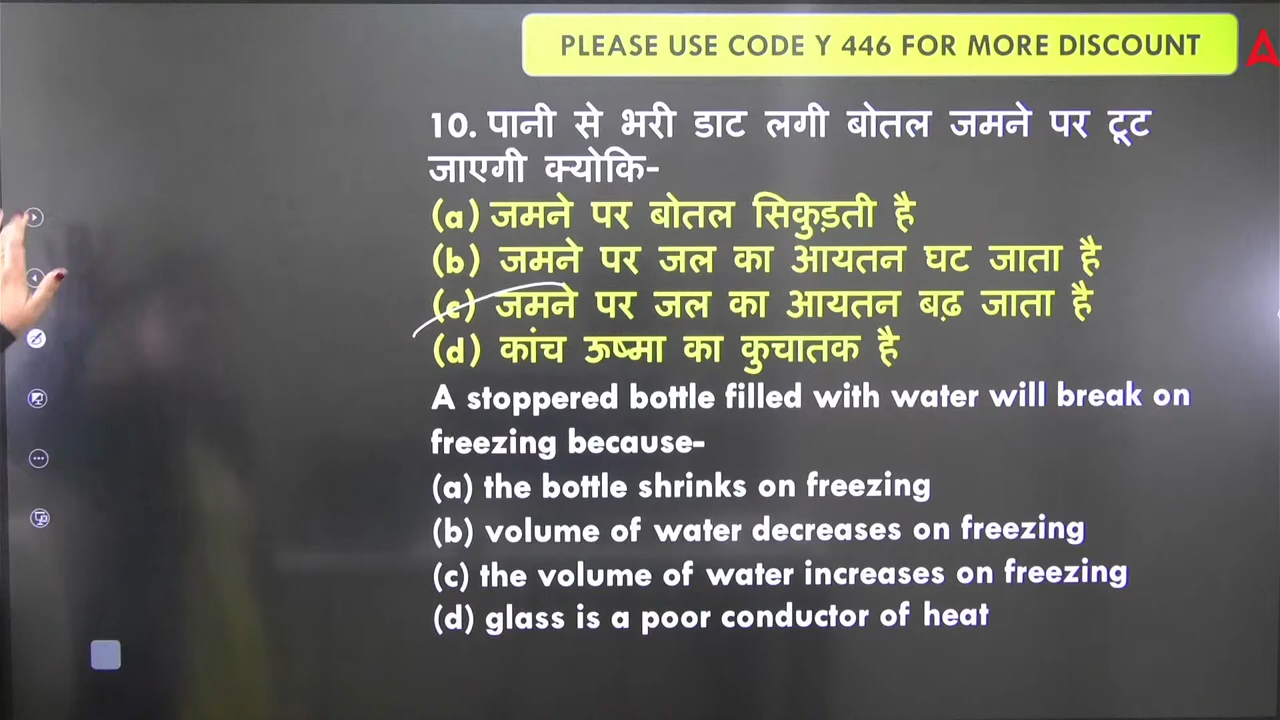 PLEASE USE CODE Y 446 FOR MORE DISCOUNT
10. पानी से भरी डाट लगी बोतल जमने पर टूट
जाएगी क्योकि-
(a) जमने पर बोतल सिकुड़ती है
(b) जमने पर जल का आयतन घट जाता है
(c) जमने पर जल का आयतन बढ़ जाता है
(d) कांच ऊष्मा का कुचातक है
A stoppered bottle filled with water will break on
freezing because-
(a) the bottle shrinks on freezing
(b) volume of water decreases on freezing
(c) the volume of water increases on freezing
(d) glass is a poor conductor of heat